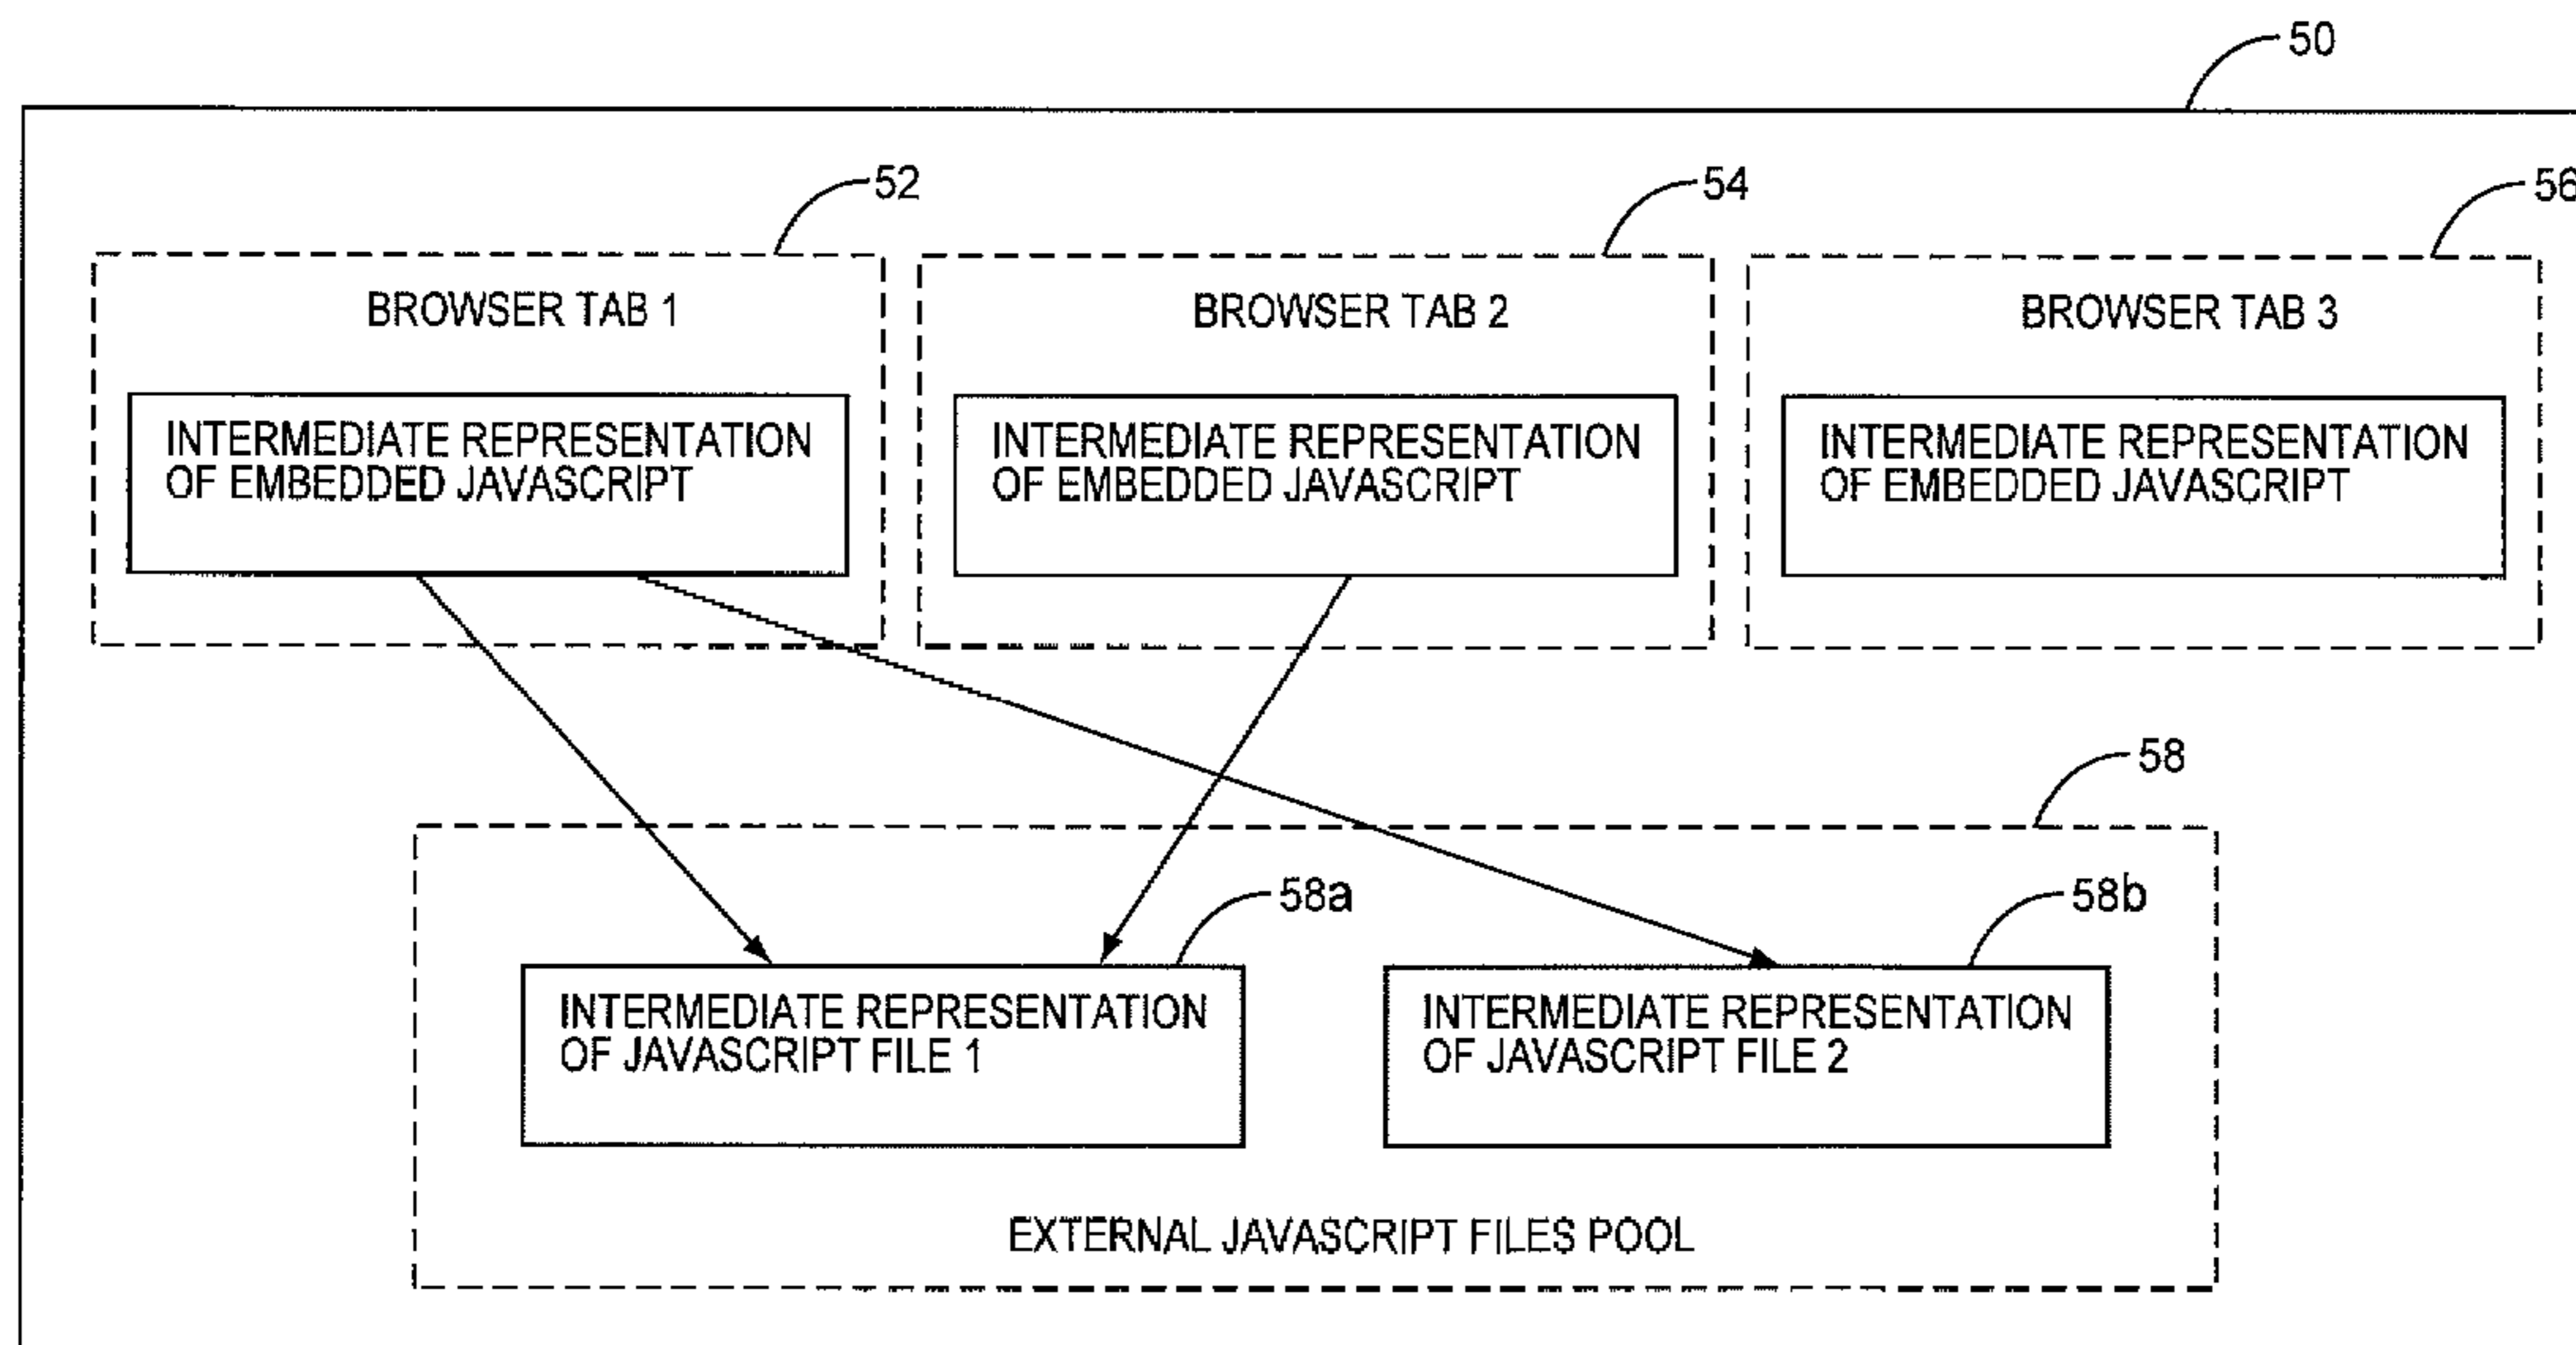 50
52
54
56
BROWSER TAB 1
BROWSER TAB 2
BROWSER TAB 3
INTERMEDIATE REPRESENTATION
OF EMBEDDED JAVASCRIPT
INTERMEDIATE REPRESENTATION
OF EMBEDDED JAVASCRIPT
INTERMEDIATE REPRESENTATION
OF EMBEDDED JAVASCRIPT
58
58a
58b
INTERMEDIATE REPRESENTATION
OF JAVASCRIPT FILE 1
INTERMEDIATE REPRESENTATION
OF JAVASCRIPT FILE 2
EXTERNAL JAVASCRIPT FILES POOL